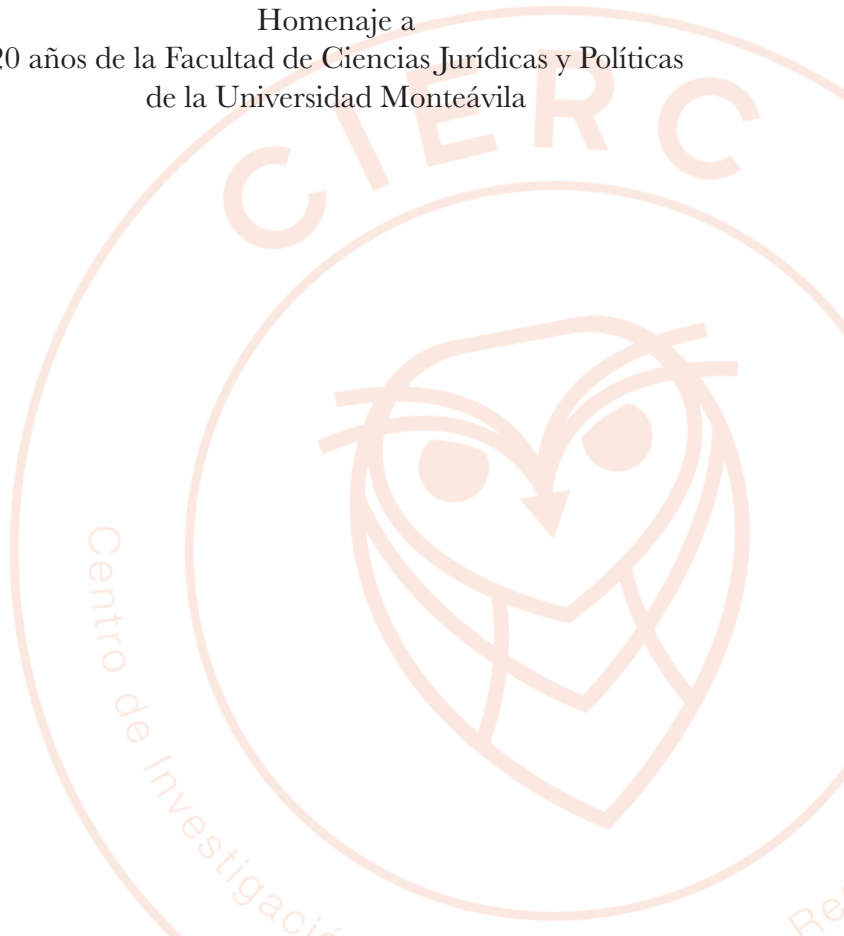 Homenaje a
20 años de la Facultad de Ciencias Jurídicas y Políticas
de la Universidad Monteávila
CIERC
Centro de